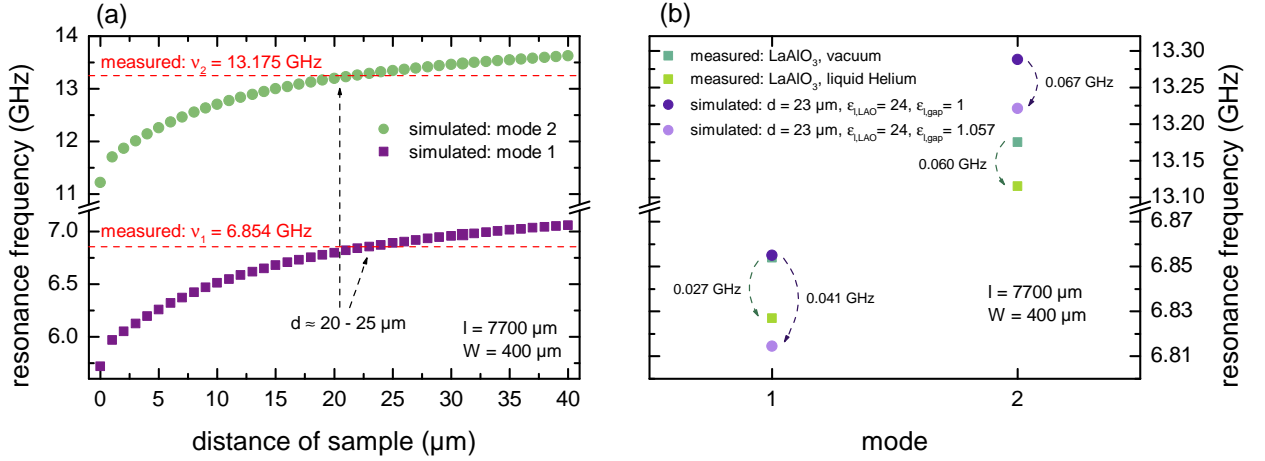 (a)
resonance frequency (GHz)
14
13
12
11
7.0
6.5
6.0
measured: ν₂ = 13.175 GHz
simulated: mode 2
simulated: mode 1
measured: ν₁ = 6.854 GHz
d ≈ 20 - 25 µm
l = 7700 µm
W = 400 µm
0 5 10 15 20 25 30 35 40
distance of sample (µm)
(b)
measured: LaAlO₃, vacuum
measured: LaAlO₃, liquid Helium
simulated: d = 23 µm, ε_l,LAO = 24, ε_l,gap = 1
simulated: d = 23 µm, ε_l,LAO = 24, ε_l,gap = 1.057
0.067 GHz
0.060 GHz
0.027 GHz
0.041 GHz
l = 7700 µm
W = 400 µm
13.30
13.25
13.20
13.15
13.10
6.87
6.85
6.83
6.81
resonance frequency (GHz)
1 2
mode